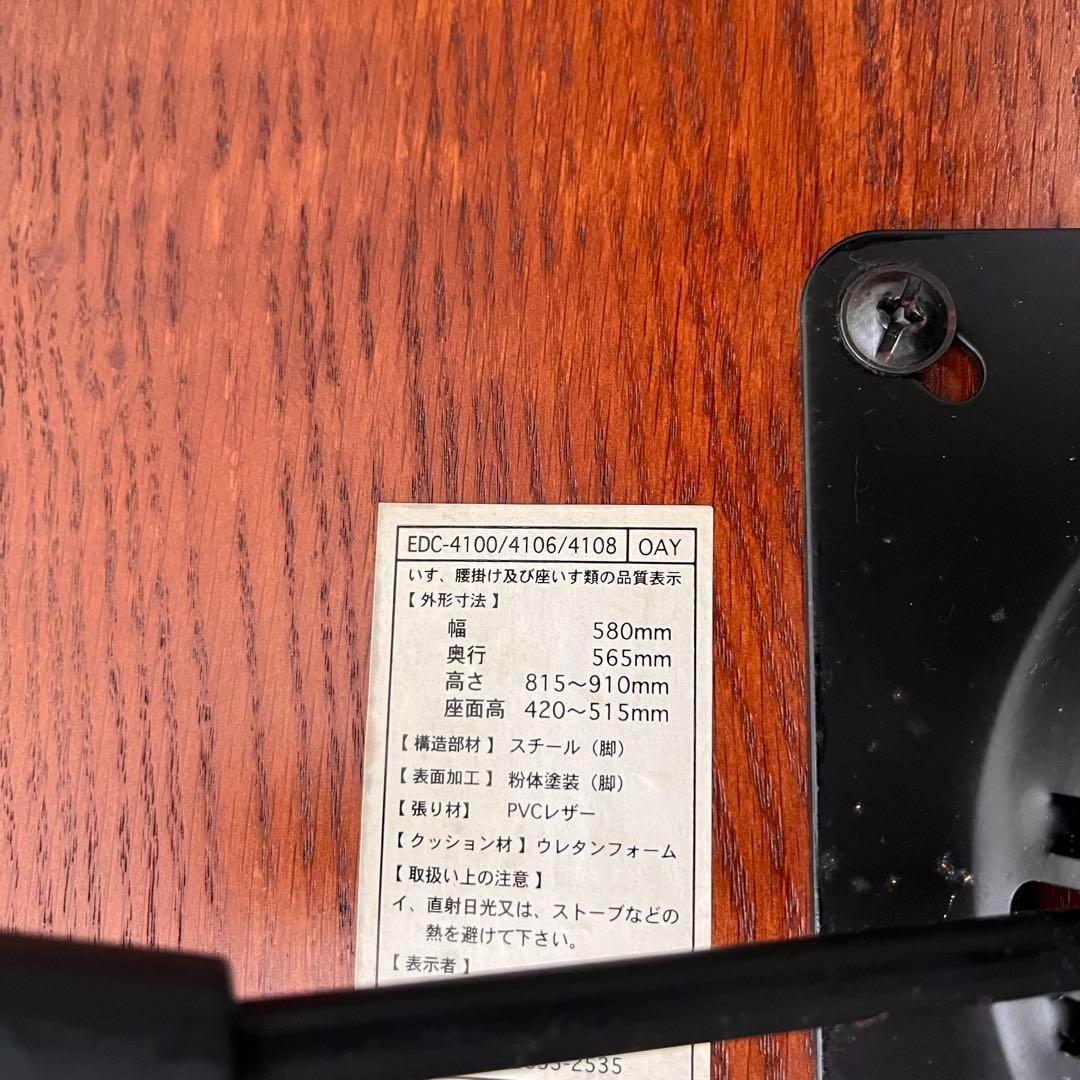 EDC-4100/4106/4108 OAY
いす、腰掛け及び座いす類の品質表示
【 外形寸法 】
幅 580mm
奥行 565mm
高さ 815～910mm
座面高 420～515mm
【 構造部材 】 スチール（脚）
【 表面加工 】 粉体塗装（脚）
【 張り材】 PVCレザー
【 クッション材 】ウレタンフォーム
【 取扱い上の注意 】
イ、直射日光又は、ストーブなどの
熱を避けて下さい。
【 表示者 】
-2535